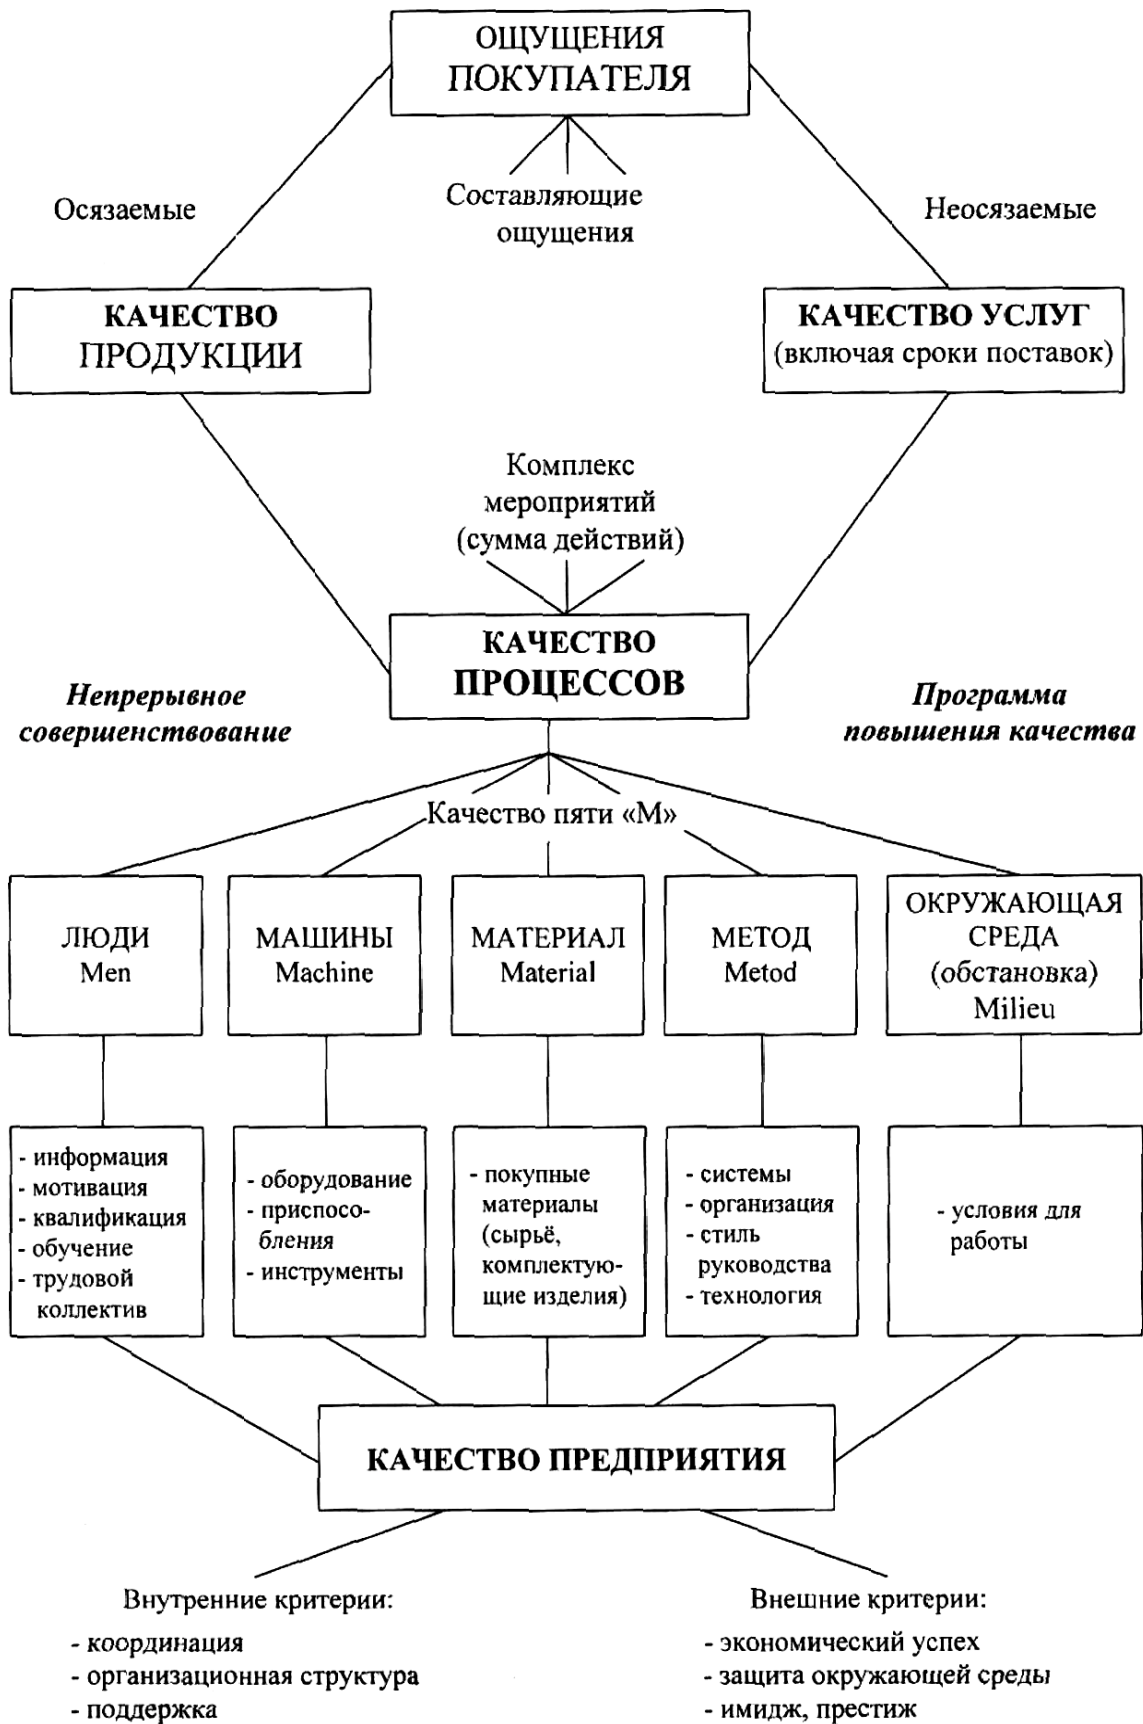 ОЩУЩЕНИЯ
ПОКУПАТЕЛЯ
Осязаемые
Составляющие
ощущения
Неосязаемые
КАЧЕСТВО
ПРОДУКЦИИ
КАЧЕСТВО УСЛУГ
(включая сроки поставок)
Комплекс
мероприятий
(сумма действий)
КАЧЕСТВО
ПРОЦЕССОВ
Непрерывное
совершенствование
Программа
повышения качества
Качество пяти «М»
ЛЮДИ
Men
МАШИНЫ
Machine
МАТЕРИАЛ
Material
МЕТОД
Metod
ОКРУЖАЮЩАЯ
СРЕДА
(обстановка)
Milieu
- информация
- мотивация
- квалификация
- обучение
- трудовой
коллектив
- оборудование
- приспосо-
бления
- инструменты
- покупные
материалы
(сырьё,
комплектую-
щие изделия)
- системы
- организация
- стиль
руководства
- технология
- условия для
работы
КАЧЕСТВО ПРЕДПРИЯТИЯ
Внутренние критерии:
- координация
- организационная структура
- поддержка
Внешние критерии:
- экономический успех
- защита окружающей среды
- имидж, престиж